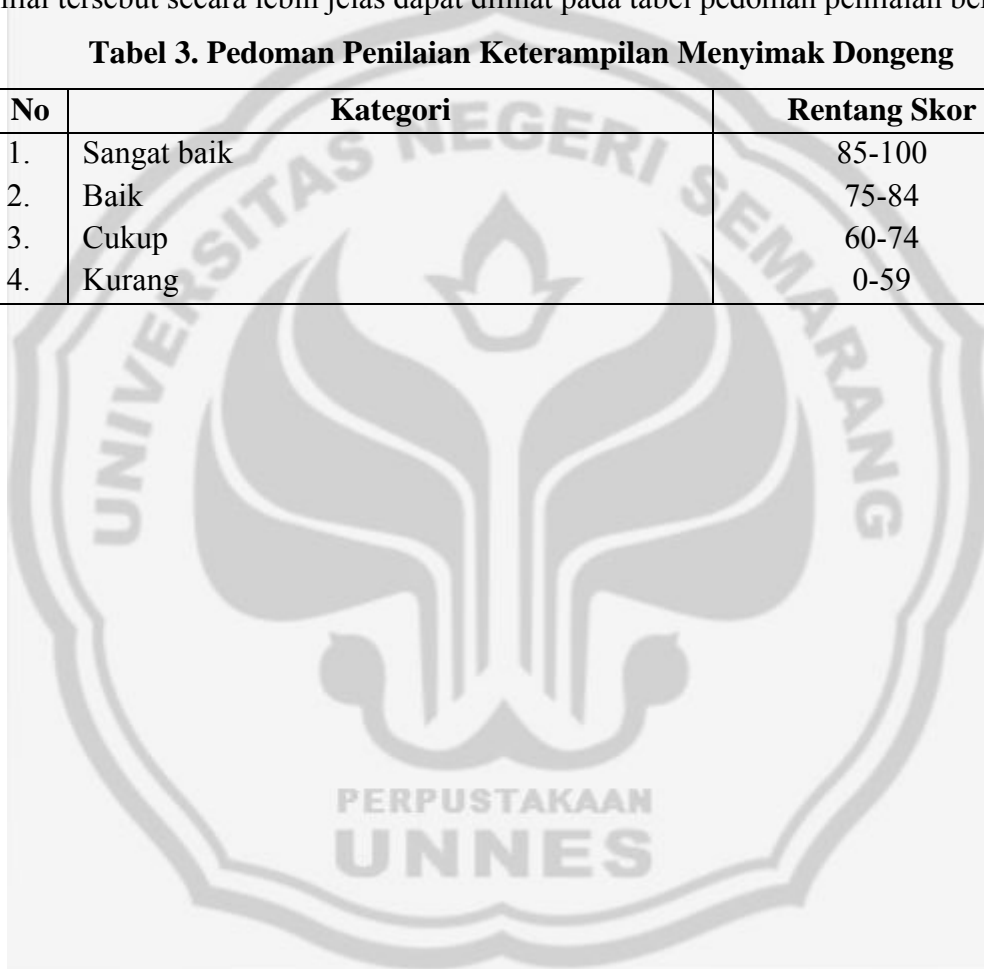 tersebut secara lebih jelas dapat dilihat pada tabel pedoman penilaian
Tabel 3. Pedoman Penilaian Keterampilan Menyimak Dongeng
No Kategori Rentang Skor
1. Sangat baik 85-100
2. Baik 75-84
3. Cukup 60-74
4. Kurang 0-59
UNIVERSITAS NEGERI SEMARANG
PERPUSTAKAAN
UNNES